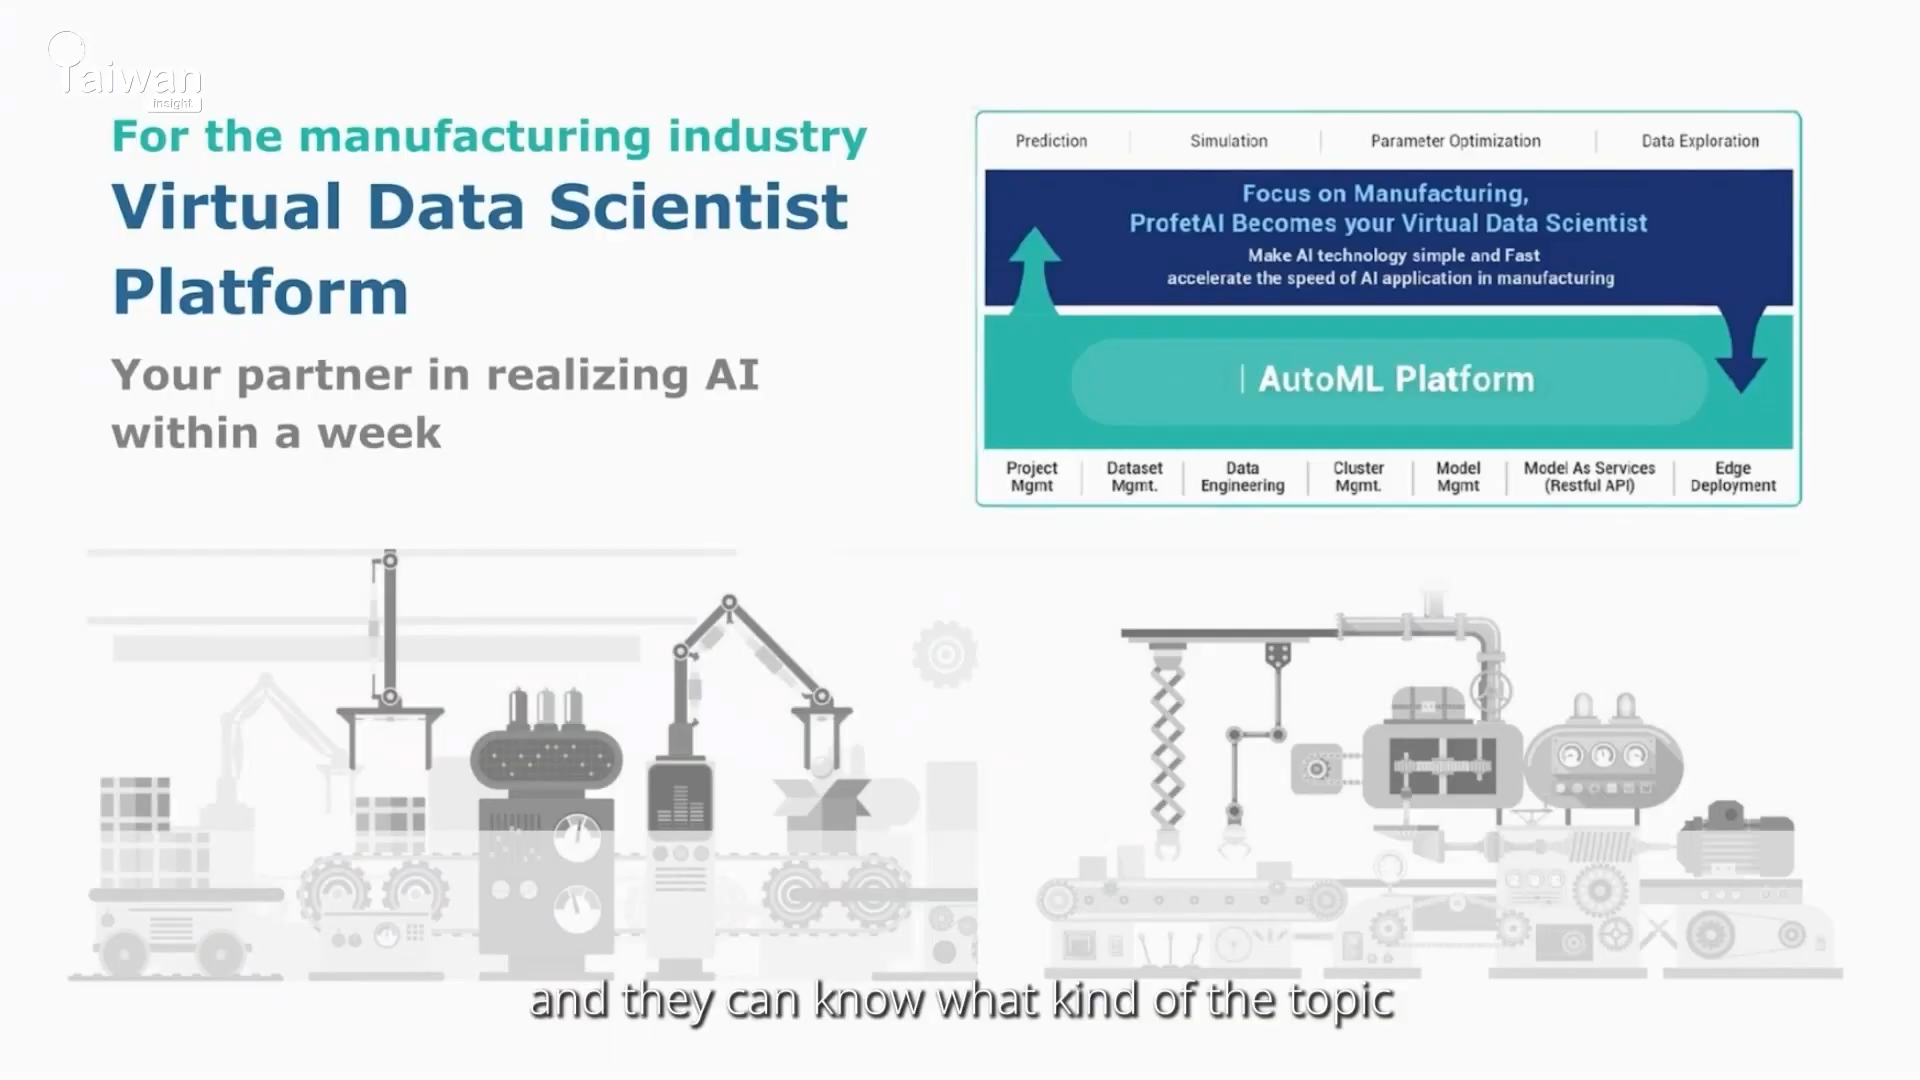 Taiwan
insight.
For the manufacturing industry
Virtual Data Scientist
Platform
Your partner in realizing AI
within a week
Prediction
Simulation
Parameter Optimization
Data Exploration
Focus on Manufacturing,
ProfetAI Becomes your Virtual Data Scientist
Make AI technology simple and Fast
accelerate the speed of AI application in manufacturing
| AutoML Platform
Project
Mgmt
Dataset
Mgmt.
Data
Engineering
Cluster
Mgmt.
Model
Mgmt
Model As Services
(Restful API)
Edge
Deployment
and they can know what kind of the topic